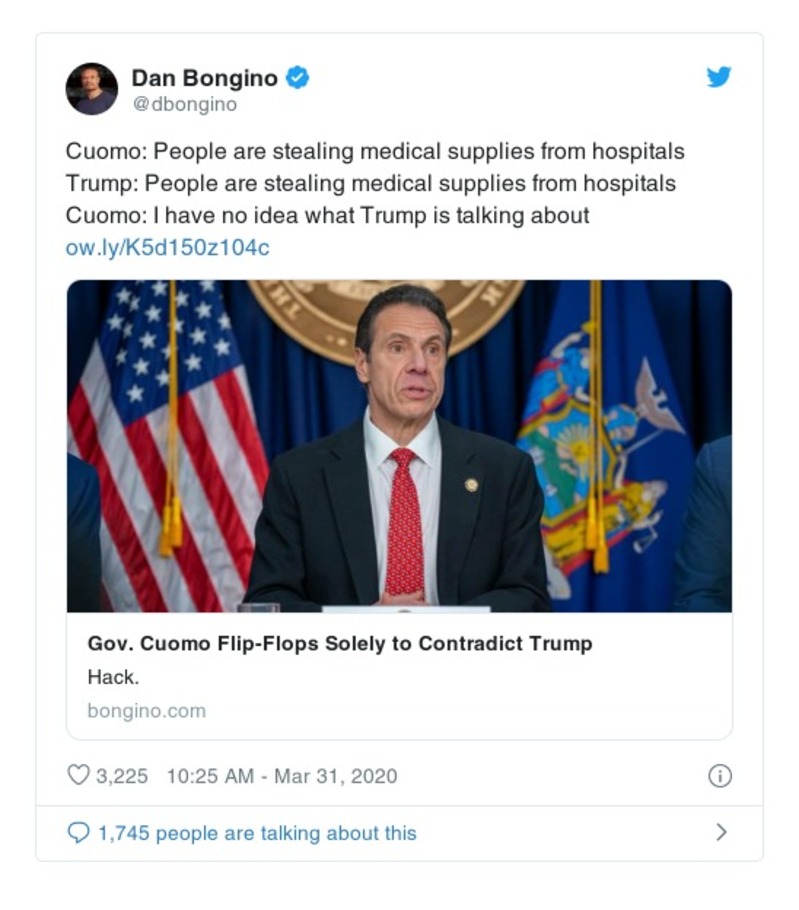 Dan Bongino
@dbongino
Cuomo: People are stealing medical supplies from hospitals
Trump: People are stealing medical supplies from hospitals
Cuomo: I have no idea what Trump is talking about
ow.ly/K5d150z104c
Gov. Cuomo Flip-Flops Solely to Contradict Trump
Hack.
bongino.com
3,225 10:25 AM - Mar 31, 2020
1,745 people are talking about this